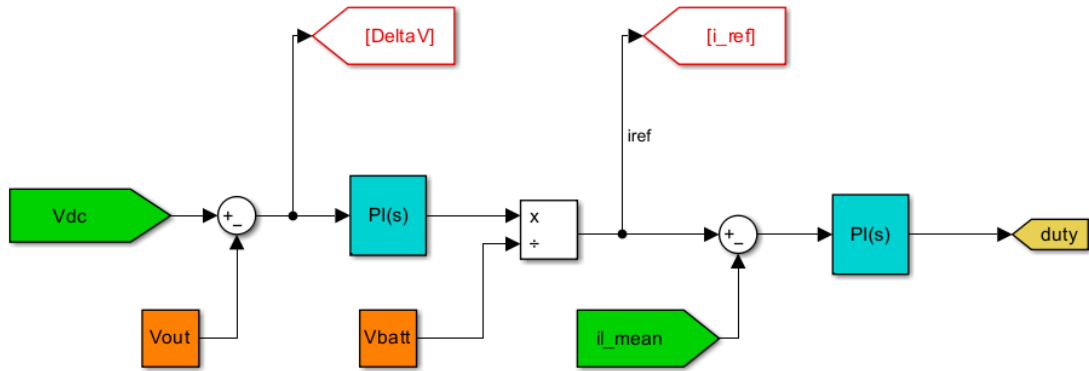 [DeltaV]
[i_ref]
iref
Vdc
+
_
PI(s)
x
÷
+
_
PI(s)
duty
Vout
Vbatt
il_mean